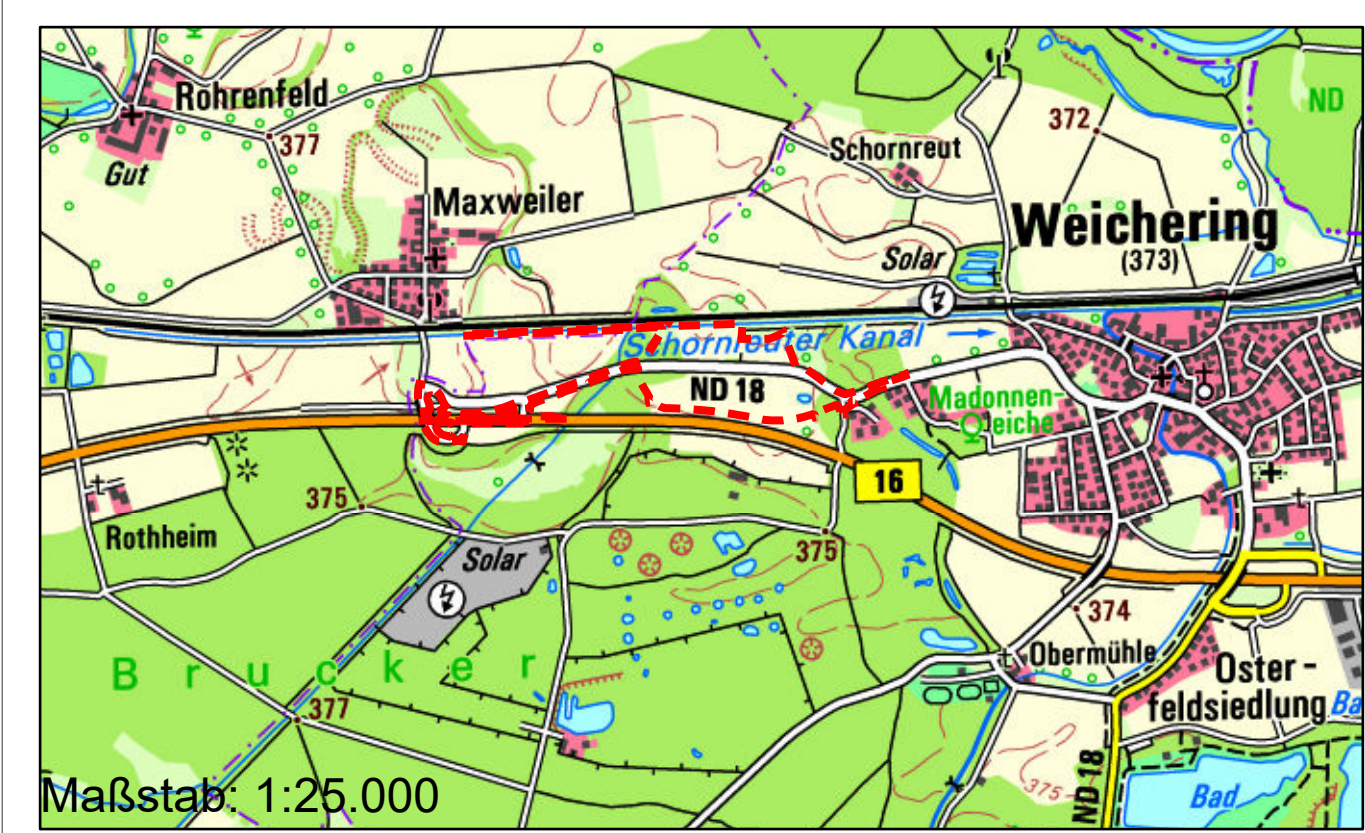 Rohrenfeld
377
Gut
Maxweiler
Schornreut
372
ND
Weichering
(373)
Solar
Schornreuter Kanal
ND 18
Madonnen-
eiche
16
375
Rothheim
Solar
375
374
Obermühle
Oster-
feldsiedlung
Ba
Brucker
377
ND 18
375
Bad
Maßstab: 1:25.000